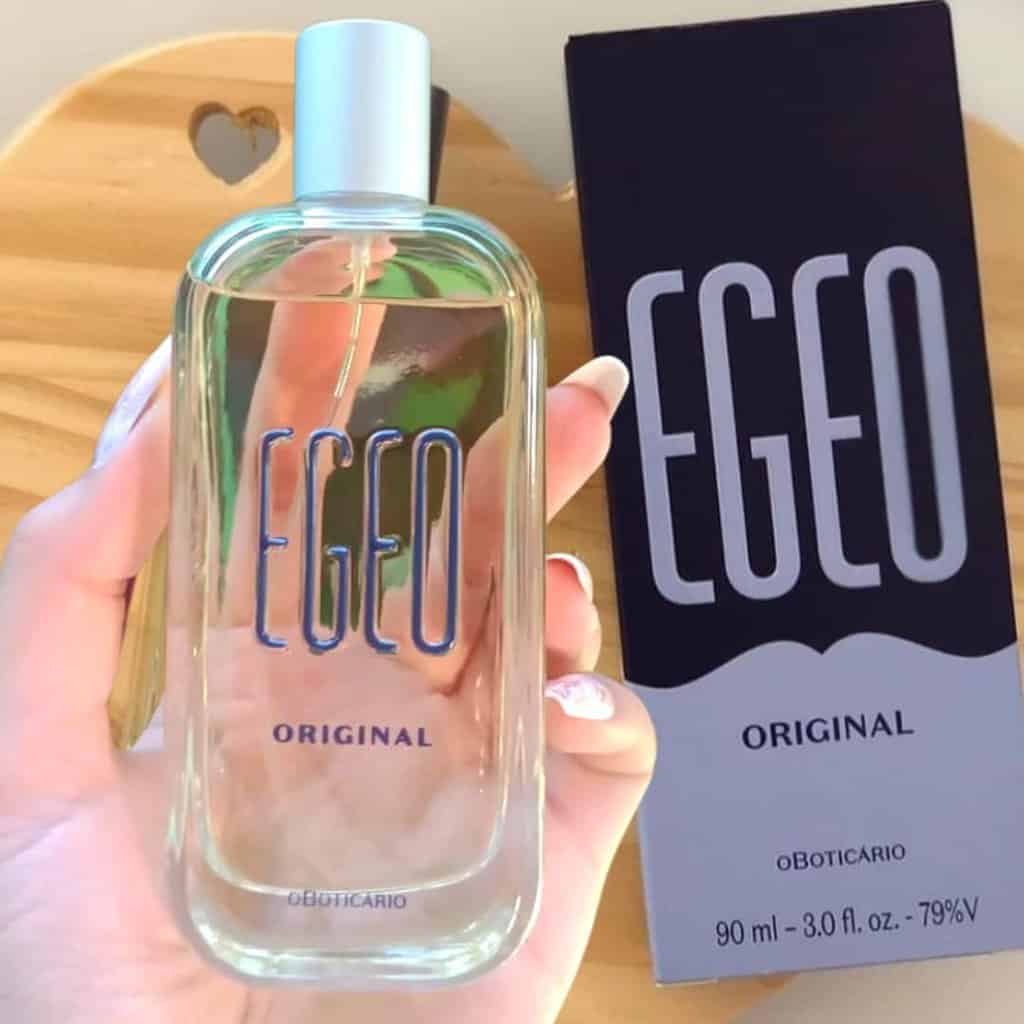 EGEO
ORIGINAL
oBOTICÁRIO
EGEO
ORIGINAL
oBOTICÁRIO
90 ml – 3.0 fl. oz. - 79%V